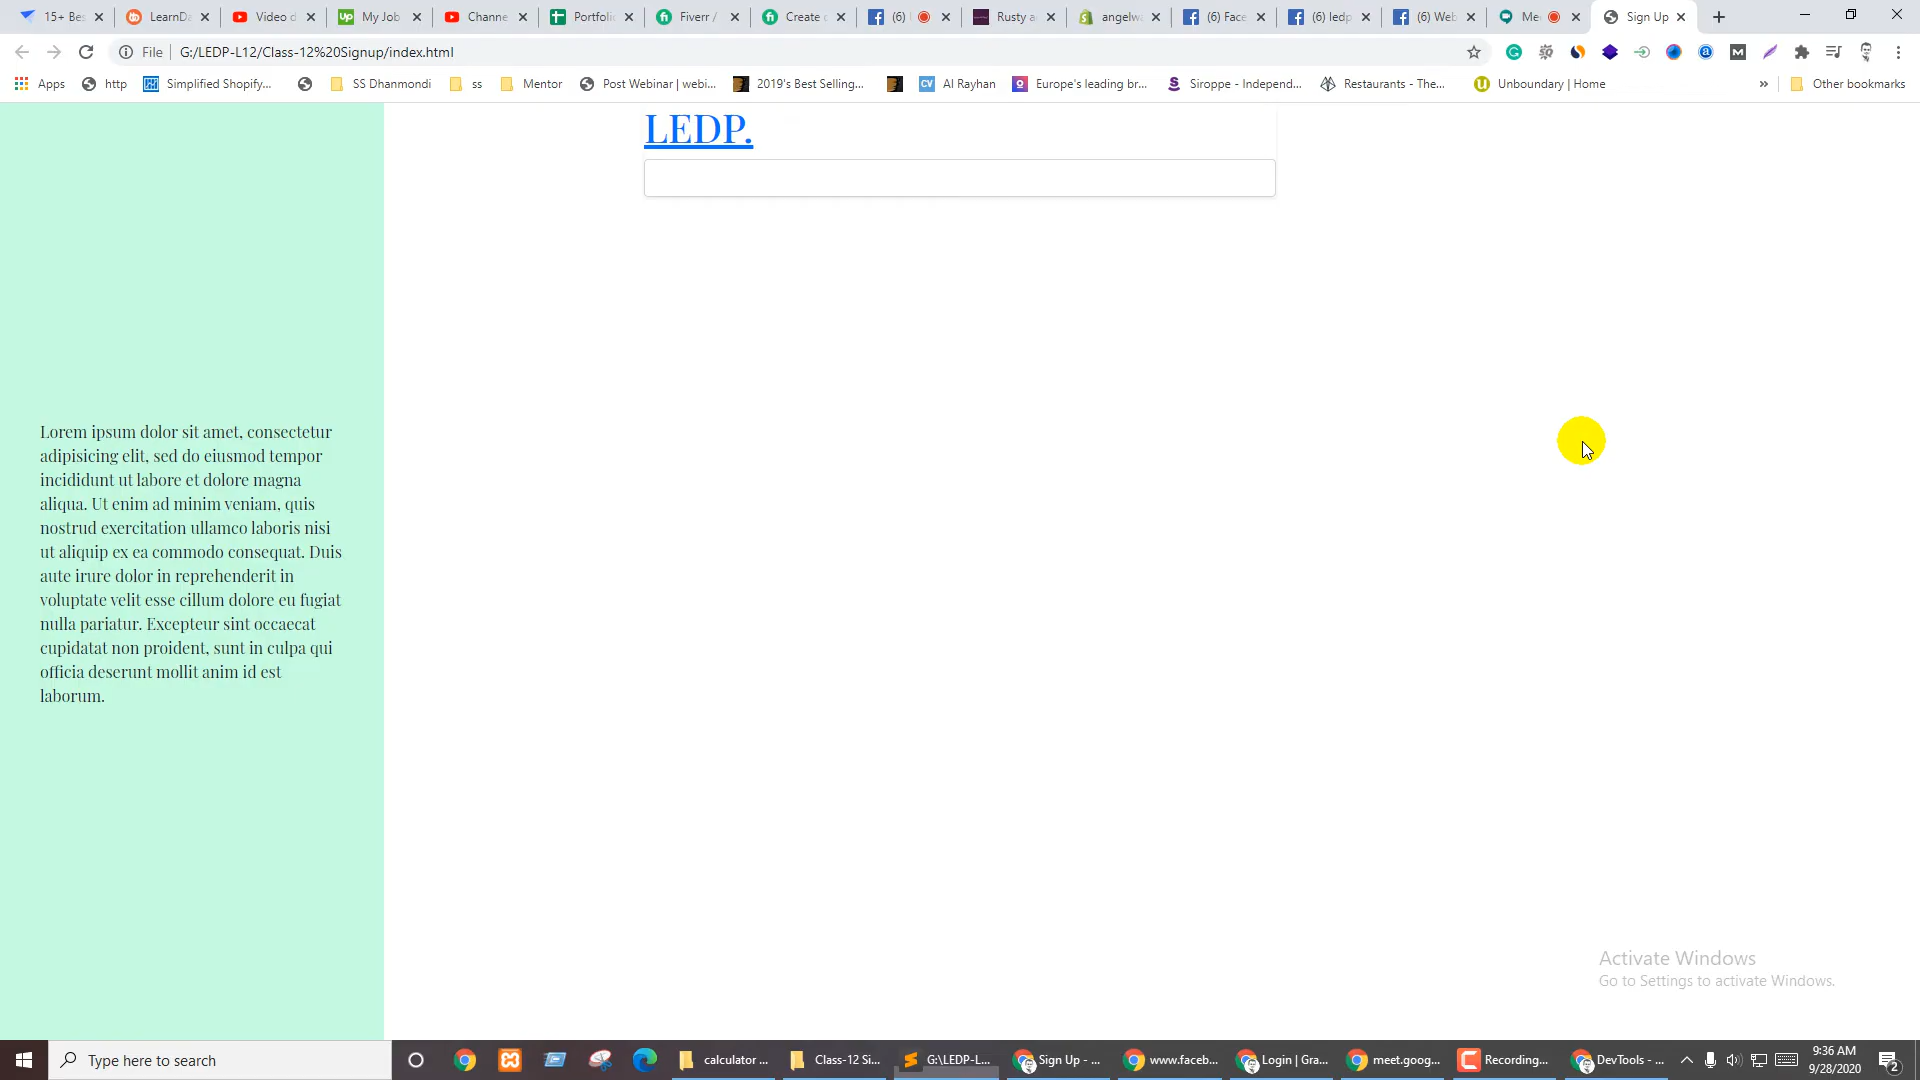 15+ Bes
LearnDa
Video d
My Job
Channe
Portfoli
Fiverr /
Create
(6)
Rusty a
angelwa
(6) Face
(6) ledp
(6) Web
Me
Sign Up
File
G:/LEDP-L12/Class-12%20Signup/index.html
Apps
http
Simplified Shopify...
SS Dhanmondi
ss
Mentor
Post Webinar | webi...
2019's Best Selling...
CV
Al Rayhan
Europe's leading br...
Siroppe - Independ...
Restaurants - The...
Unboundary | Home
»
Other bookmarks
LEDP.
Lorem ipsum dolor sit amet, consectetur
adipisicing elit, sed do eiusmod tempor
incididunt ut labore et dolore magna
aliqua. Ut enim ad minim veniam, quis
nostrud exercitation ullamco laboris nisi
ut aliquip ex ea commodo consequat. Duis
aute irure dolor in reprehenderit in
voluptate velit esse cillum dolore eu fugiat
nulla pariatur. Excepteur sint occaecat
cupidatat non proident, sunt in culpa qui
officia deserunt mollit anim id est
laborum.
Activate Windows
Go to Settings to activate Windows.
Type here to search
calculator ...
Class-12 Si...
G:\LEDP-L...
Sign Up - ...
www.faceb...
Login | Gra...
meet.goog...
Recording...
DevTools - ...
9:36 AM
9/28/2020
2